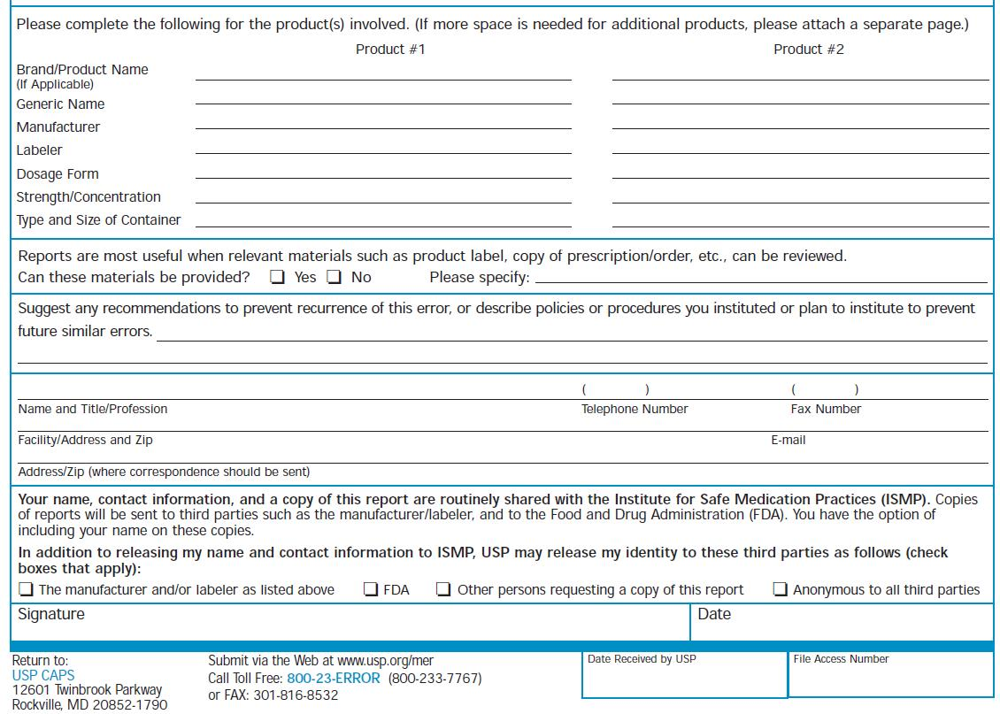 Please complete the following for the product(s) involved. (If more space is needed for additional products, please attach a separate page.)
Product #1 Product #2
Brand/Product Name
(If Applicable)
Generic Name
Manufacturer
Labeler
Dosage Form
Strength/Concentration
Type and Size of Container
Reports are most useful when relevant materials such as product label, copy of prescription/order, etc., can be reviewed.
Can these materials be provided? ❏ Yes ❏ No Please specify:
Suggest any recommendations to prevent recurrence of this error, or describe policies or procedures you instituted or plan to institute to prevent
future similar errors.
( ) ( )
Name and Title/Profession Telephone Number Fax Number
Facility/Address and Zip E-mail
Address/Zip (where correspondence should be sent)
Your name, contact information, and a copy of this report are routinely shared with the Institute for Safe Medication Practices (ISMP). Copies
of reports will be sent to third parties such as the manufacturer/labeler, and to the Food and Drug Administration (FDA). You have the option of
including your name on these copies.
In addition to releasing my name and contact information to ISMP, USP may release my identity to these third parties as follows (check
boxes that apply):
❏ The manufacturer and/or labeler as listed above ❏ FDA ❏ Other persons requesting a copy of this report ❏ Anonymous to all third parties
Signature Date
Return to:
USP CAPS
12601 Twinbrook Parkway
Rockville, MD 20852-1790
Submit via the Web at www.usp.org/mer
Call Toll Free: 800-23-ERROR (800-233-7767)
or FAX: 301-816-8532
Date Received by USP
File Access Number